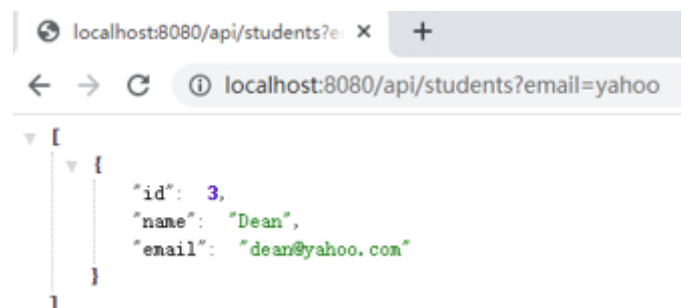 localhost:8080/api/students?e
localhost:8080/api/students?email=yahoo
[
{
"id": 3,
"name": "Dean",
"email": "dean@yahoo.com"
}
]